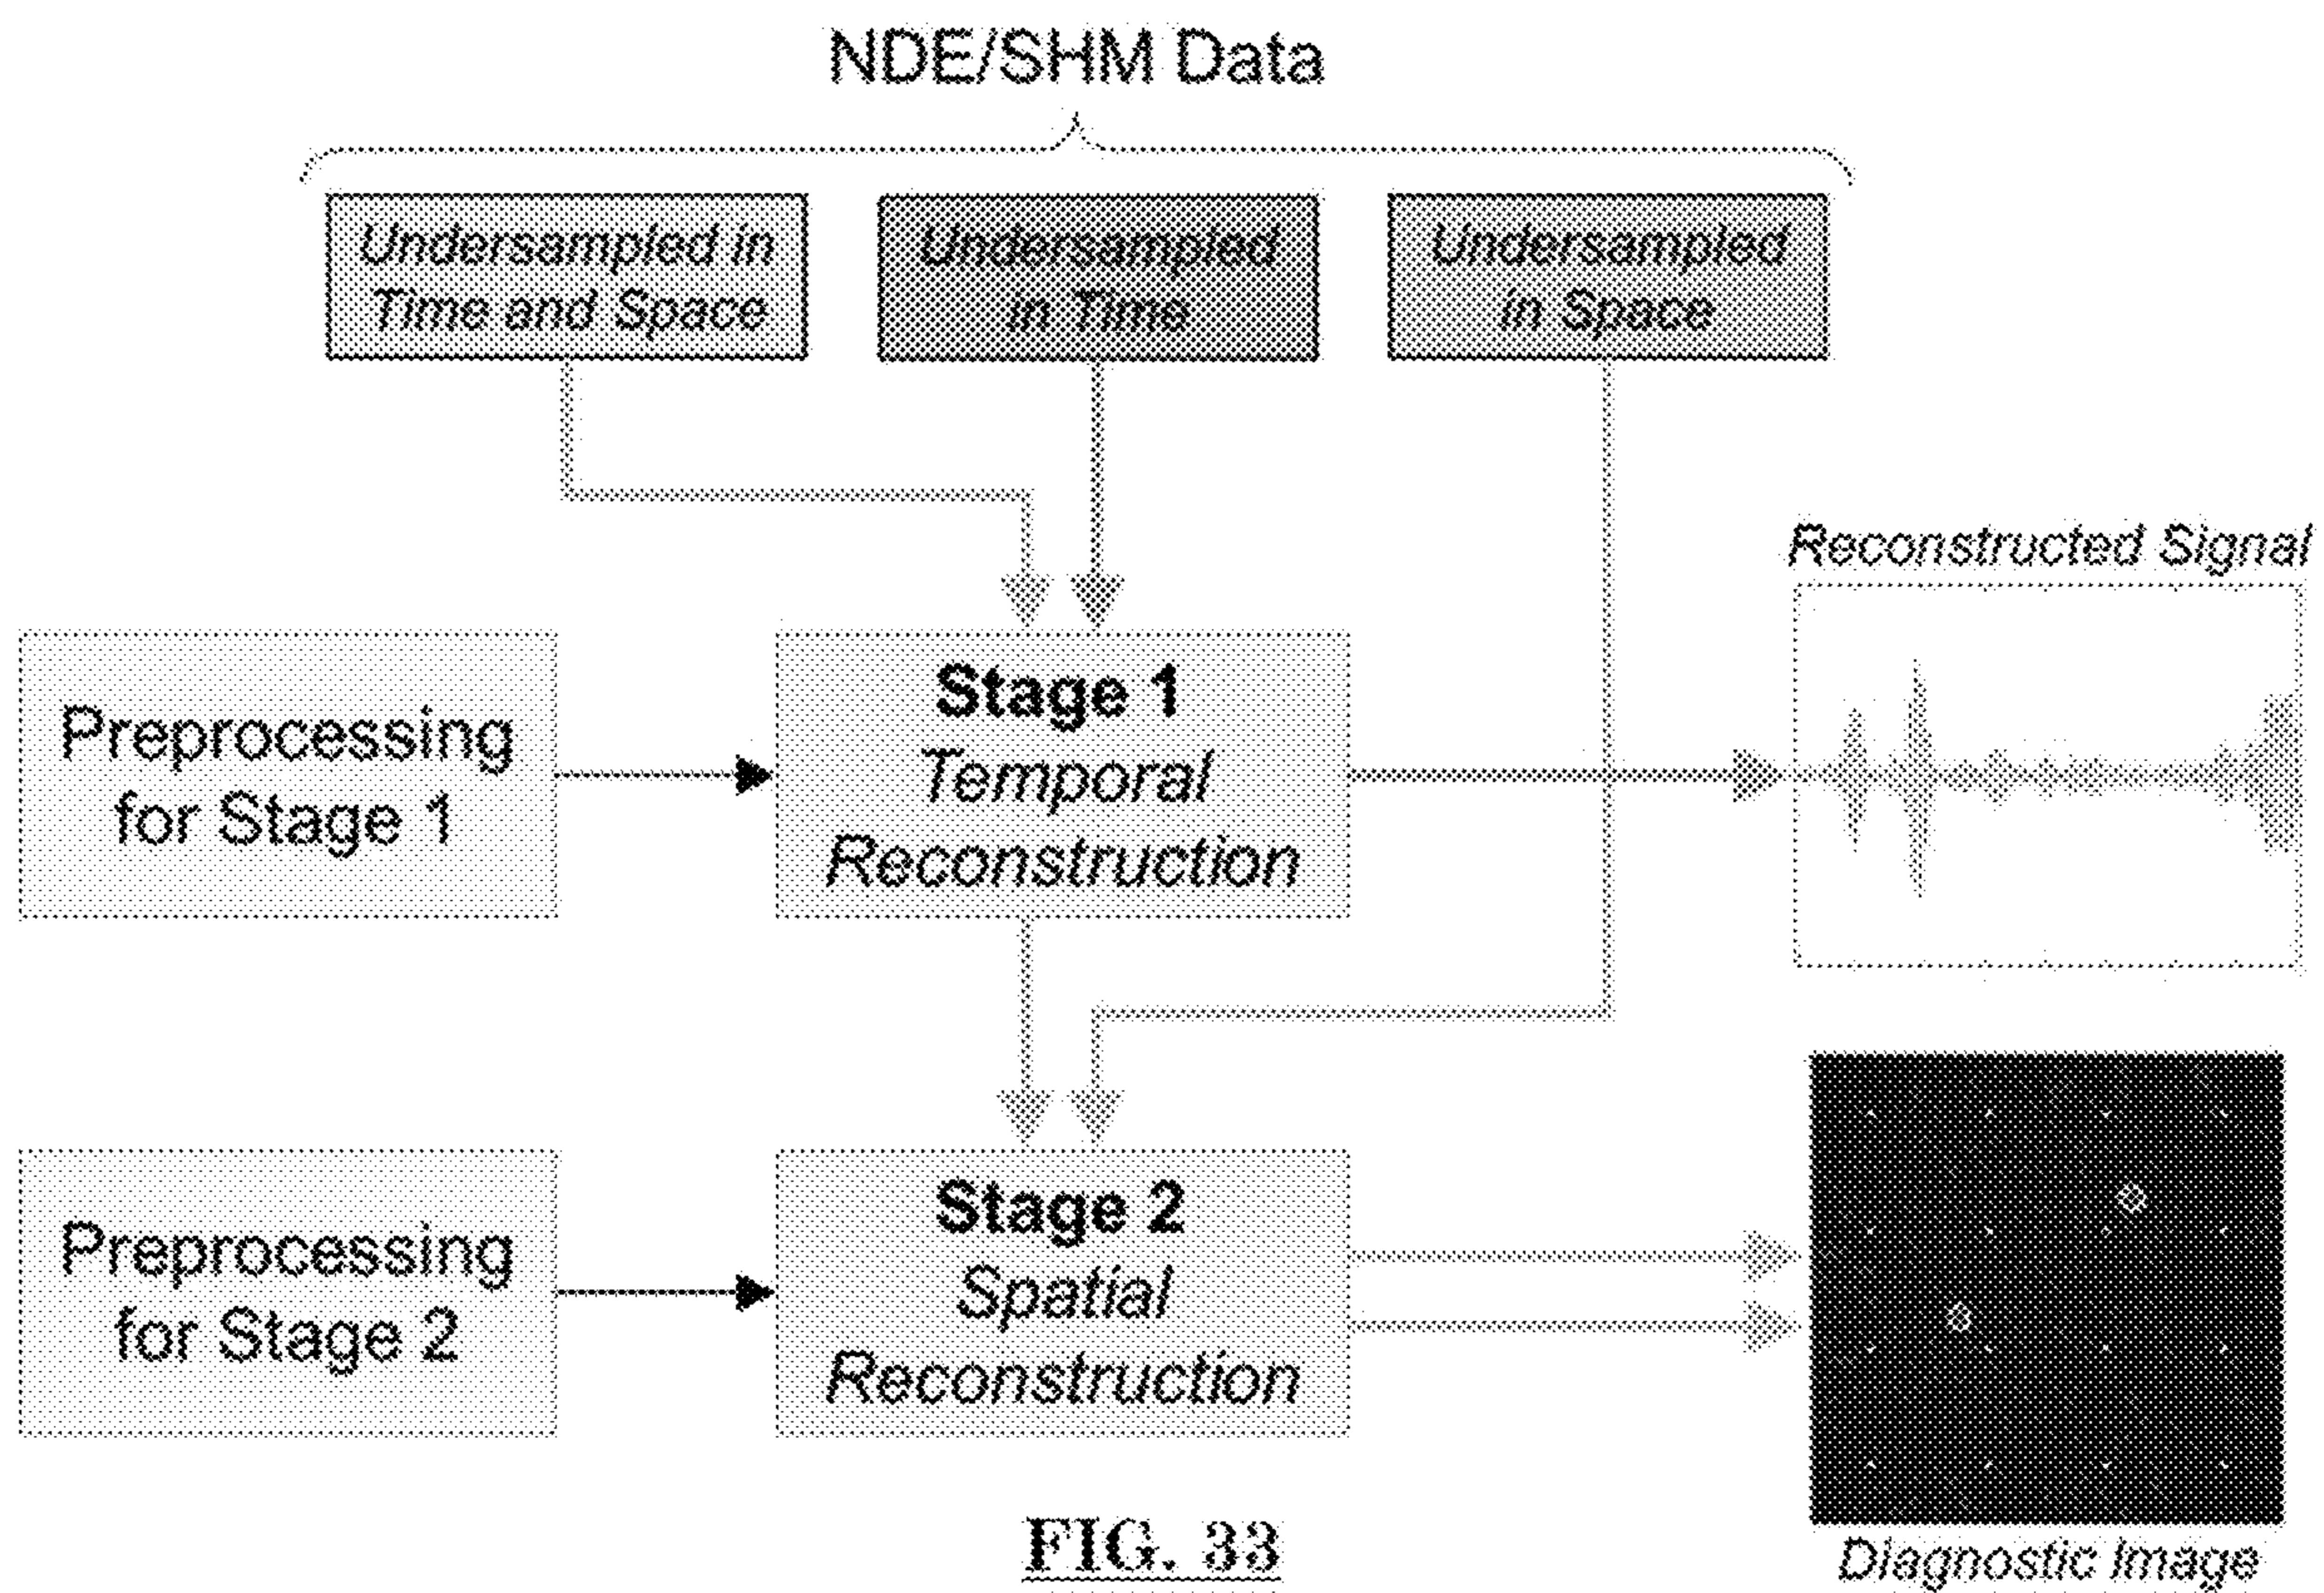 NDE/SHM Data
Undersampled in
Time and Space
Undersampled
in Time
Undersampled
in Space
Reconstructed Signal
Preprocessing
for Stage 1
Stage 1
Temporal
Reconstruction
Preprocessing
for Stage 2
Stage 2
Spatial
Reconstruction
Diagnostic Image
FIG. 33